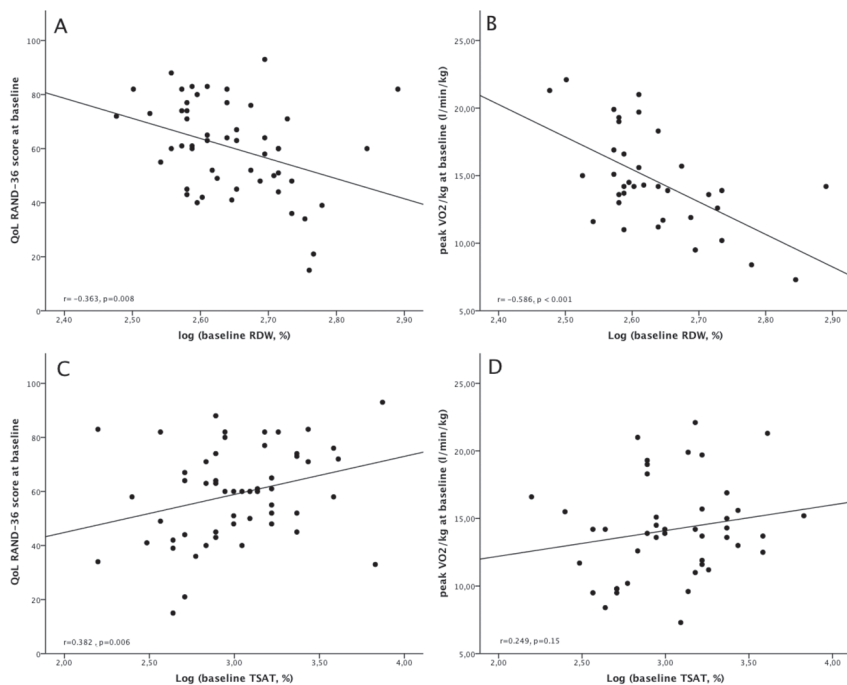 A
QoL RAND-36 score at baseline
100
80
60
40
20
0
r= -0.363, p=0.008
2,40 2,50 2,60 2,70 2,80 2,90
log (baseline RDW, %)
B
peak VO2/kg at baseline (l/min/kg)
25,00
20,00
15,00
10,00
5,00
r= -0.586, p < 0.001
2,40 2,50 2,60 2,70 2,80 2,90
Log (baseline RDW, %)
C
QoL RAND-36 score at baseline
100
80
60
40
20
0
r=0.382 , p=0.006
2,00 2,50 3,00 3,50 4,00
Log (baseline TSAT, %)
D
peak VO2/kg at baseline (l/min/kg)
25,00
20,00
15,00
10,00
5,00
r=0.249, p=0.15
2,00 2,50 3,00 3,50 4,00
Log (baseline TSAT, %)